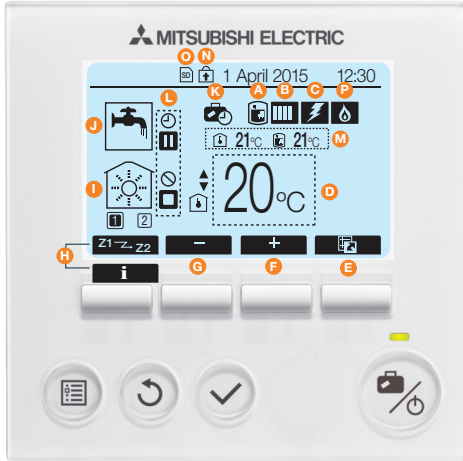 MITSUBISHI ELECTRIC
O N
SD 1 April 2015 12:30
L K A B C P
J
21°C 21°C M
I
20°C D
1 2
H Z1 Z2 − +
i G F E